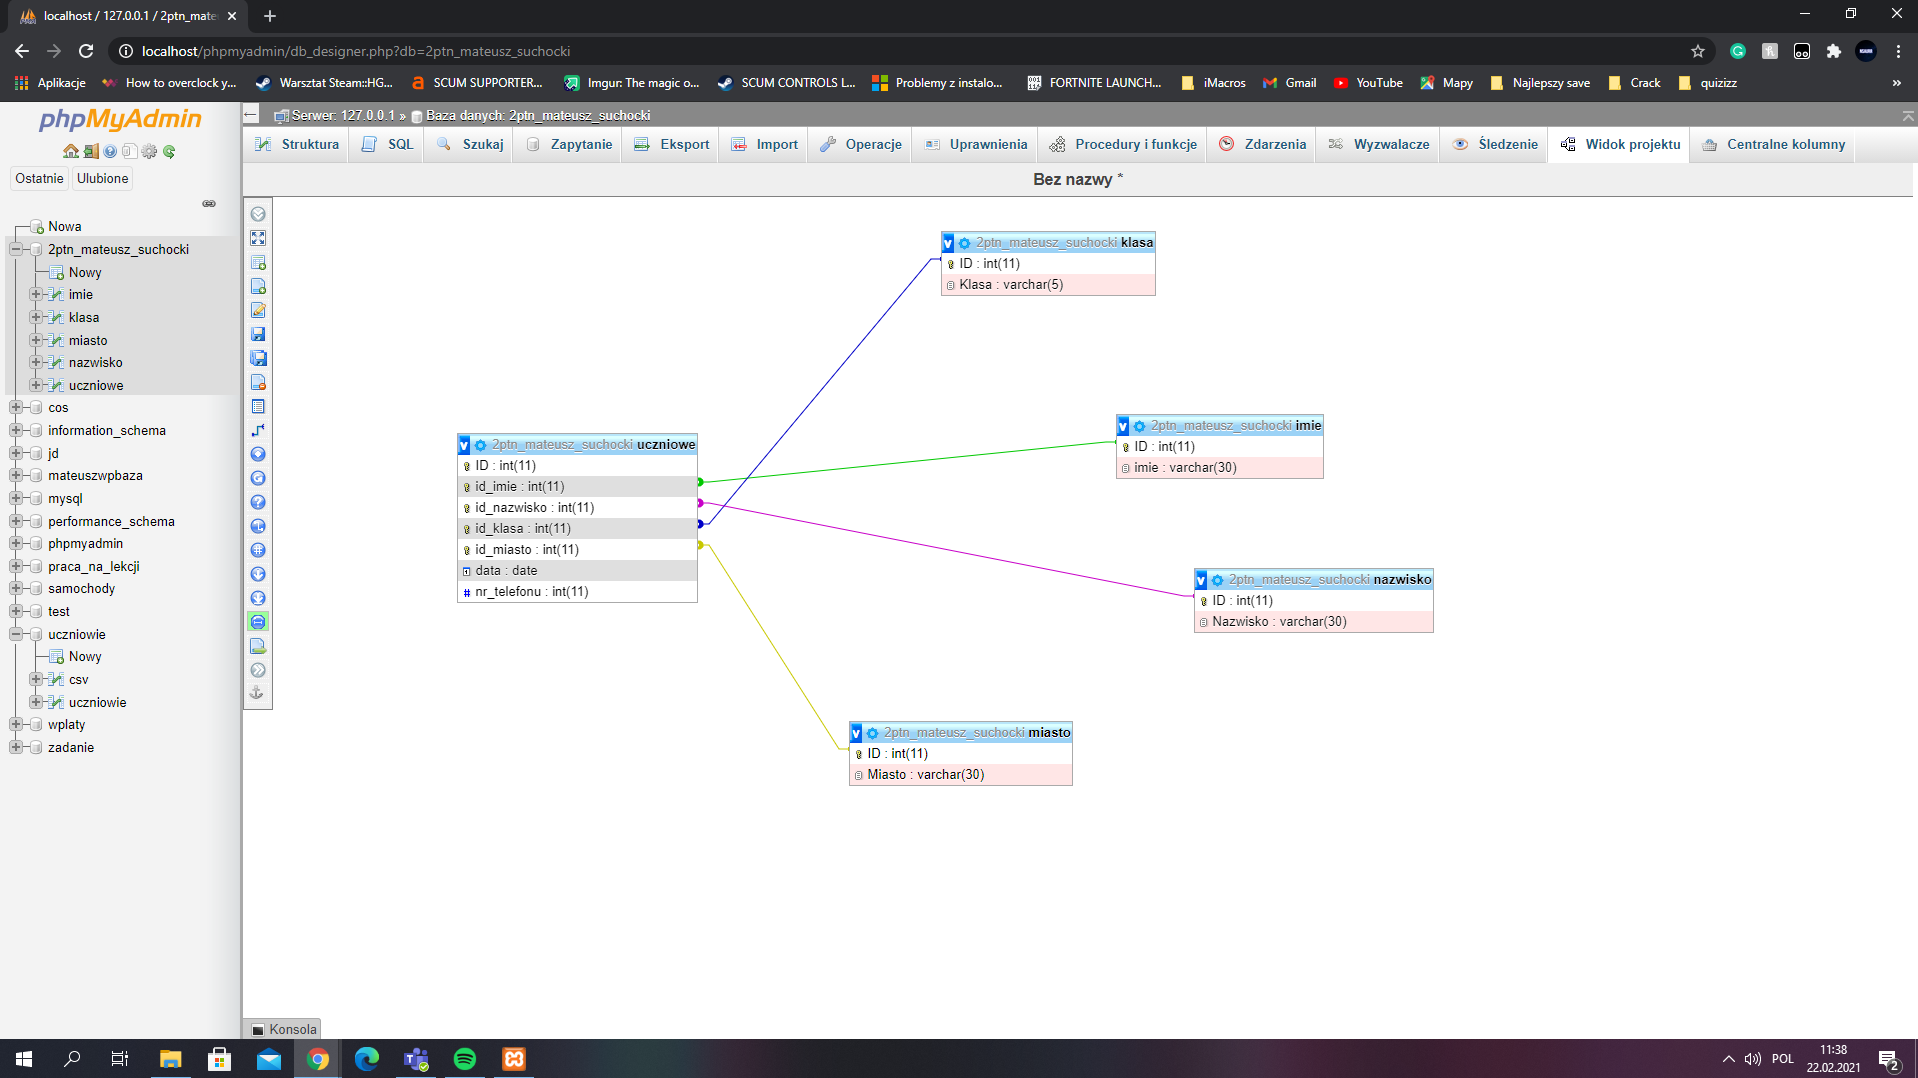 localhost / 127.0.0.1 / 2ptn_mate
localhost/phpmyadmin/db_designer.php?db=2ptn_mateusz_suchocki
Aplikacje
How to overclock y...
Warsztat Steam::HG...
SCUM SUPPORTER...
Imgur: The magic o...
SCUM CONTROLS L...
Problemy z instalo...
FORTNITE LAUNCH...
iMacros
Gmail
YouTube
Mapy
Najlepszy save
Crack
quizizz
»
phpMyAdmin
Ostatnie
Ulubione
Nowa
2ptn_mateusz_suchocki
Nowy
imie
klasa
miasto
nazwisko
uczniowe
cos
information_schema
jd
mateuszwpbaza
mysql
performance_schema
phpmyadmin
praca_na_lekcji
samochody
test
uczniowie
Nowy
csv
uczniowie
wplaty
zadanie
Serwer: 127.0.0.1 » Baza danych: 2ptn_mateusz_suchocki
Struktura
SQL
Szukaj
Zapytanie
Eksport
Import
Operacje
Uprawnienia
Procedury i funkcje
Zdarzenia
Wyzwalacze
Śledzenie
Widok projektu
Centralne kolumny
Bez nazwy *
2ptn_mateusz_suchocki klasa
ID : int(11)
Klasa : varchar(5)
2ptn_mateusz_suchocki imie
ID : int(11)
imie : varchar(30)
2ptn_mateusz_suchocki uczniowe
ID : int(11)
id_imie : int(11)
id_nazwisko : int(11)
id_klasa : int(11)
id_miasto : int(11)
data : date
# nr_telefonu : int(11)
2ptn_mateusz_suchocki nazwisko
ID : int(11)
Nazwisko : varchar(30)
2ptn_mateusz_suchocki miasto
ID : int(11)
Miasto : varchar(30)
Konsola
POL
11:38
22.02.2021
2